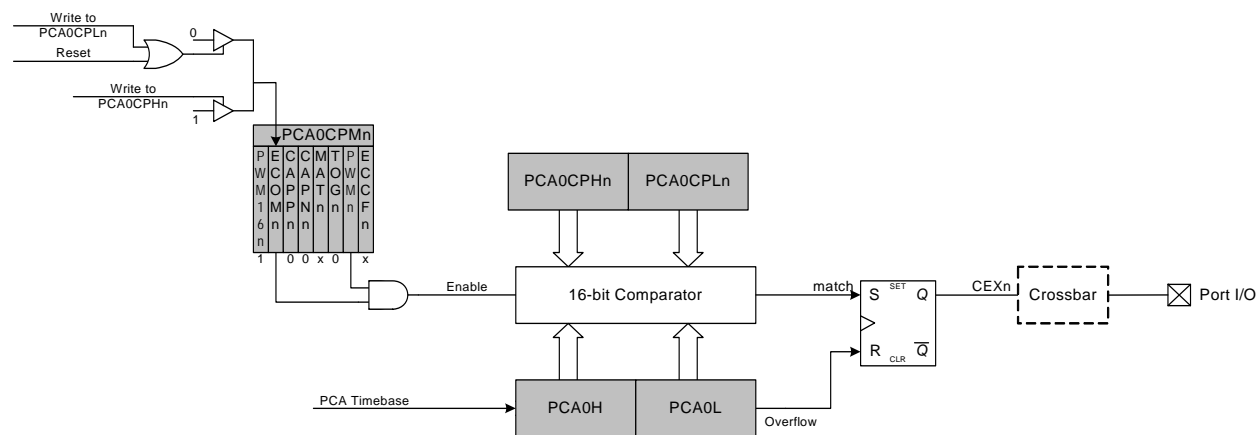 Write to
PCA0CPLn
Reset
0
Write to
PCA0CPHn
1
PCA0CPMn
PWM16n
ECOMn
CAPPn
CAPNn
MATn
TOGn
PWMn
ECCFn
1 0 0 x 0 x
Enable
PCA0CPHn PCA0CPLn
16-bit Comparator
match
S SET Q
R CLR Q
CEXn
Crossbar
Port I/O
PCA Timebase
PCA0H PCA0L
Overflow